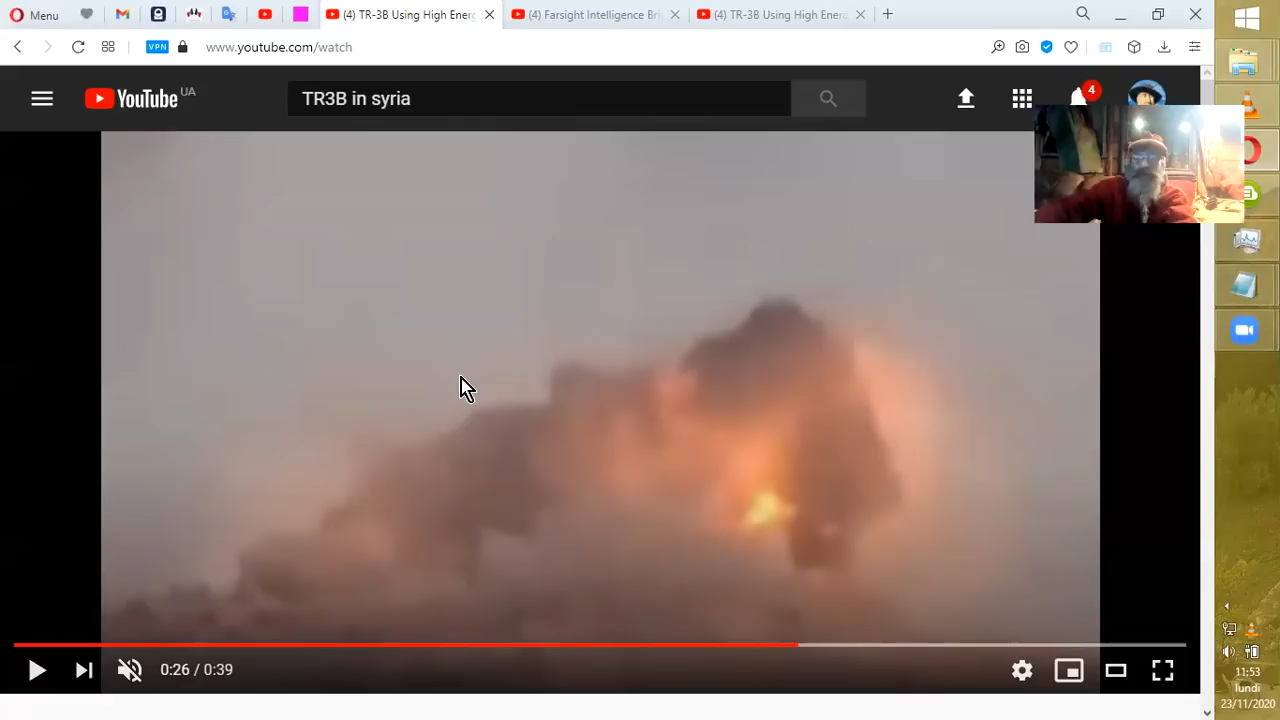 Menu
(4) TR-3B Using High Energ
(4) Farsight Intelligence Bri
(4) TR-3B Using High Ener
VPN
www.youtube.com/watch
YouTube UA
TR3B in syria
4
0:26 / 0:39
11:53
lundi
23/11/2020